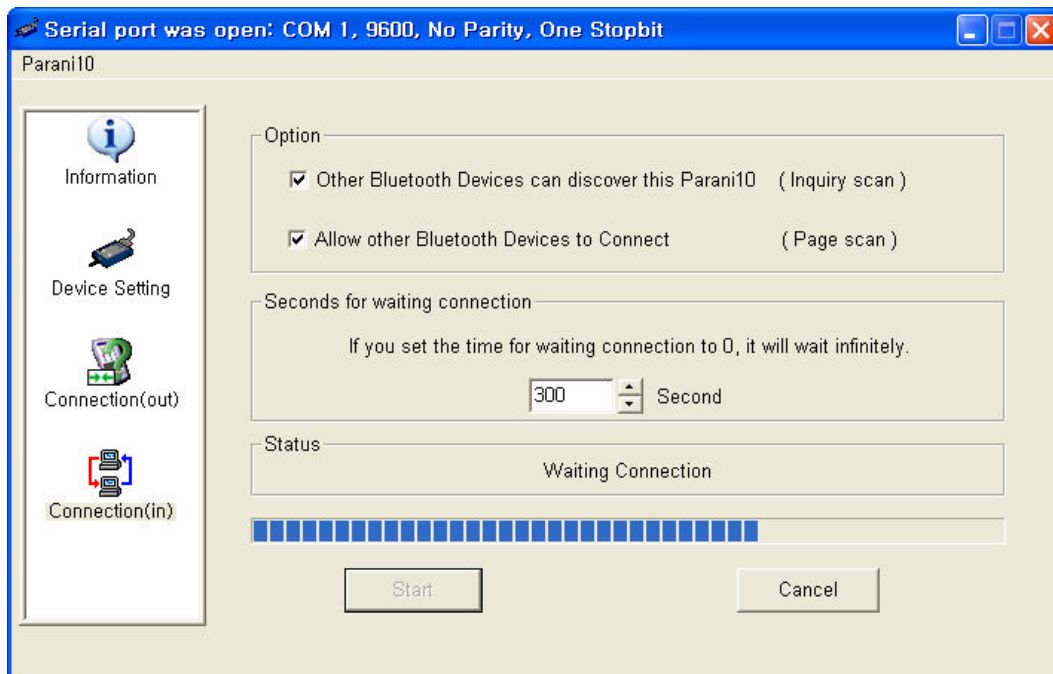 Serial port was open: COM 1, 9600, No Parity, One Stopbit
Parani10
Information
Device Setting
Connection(out)
Connection(in)
Option
Other Bluetooth Devices can discover this Parani10 ( Inquiry scan )
Allow other Bluetooth Devices to Connect ( Page scan )
Seconds for waiting connection
If you set the time for waiting connection to 0, it will wait infinitely.
300 Second
Status
Waiting Connection
Start Cancel